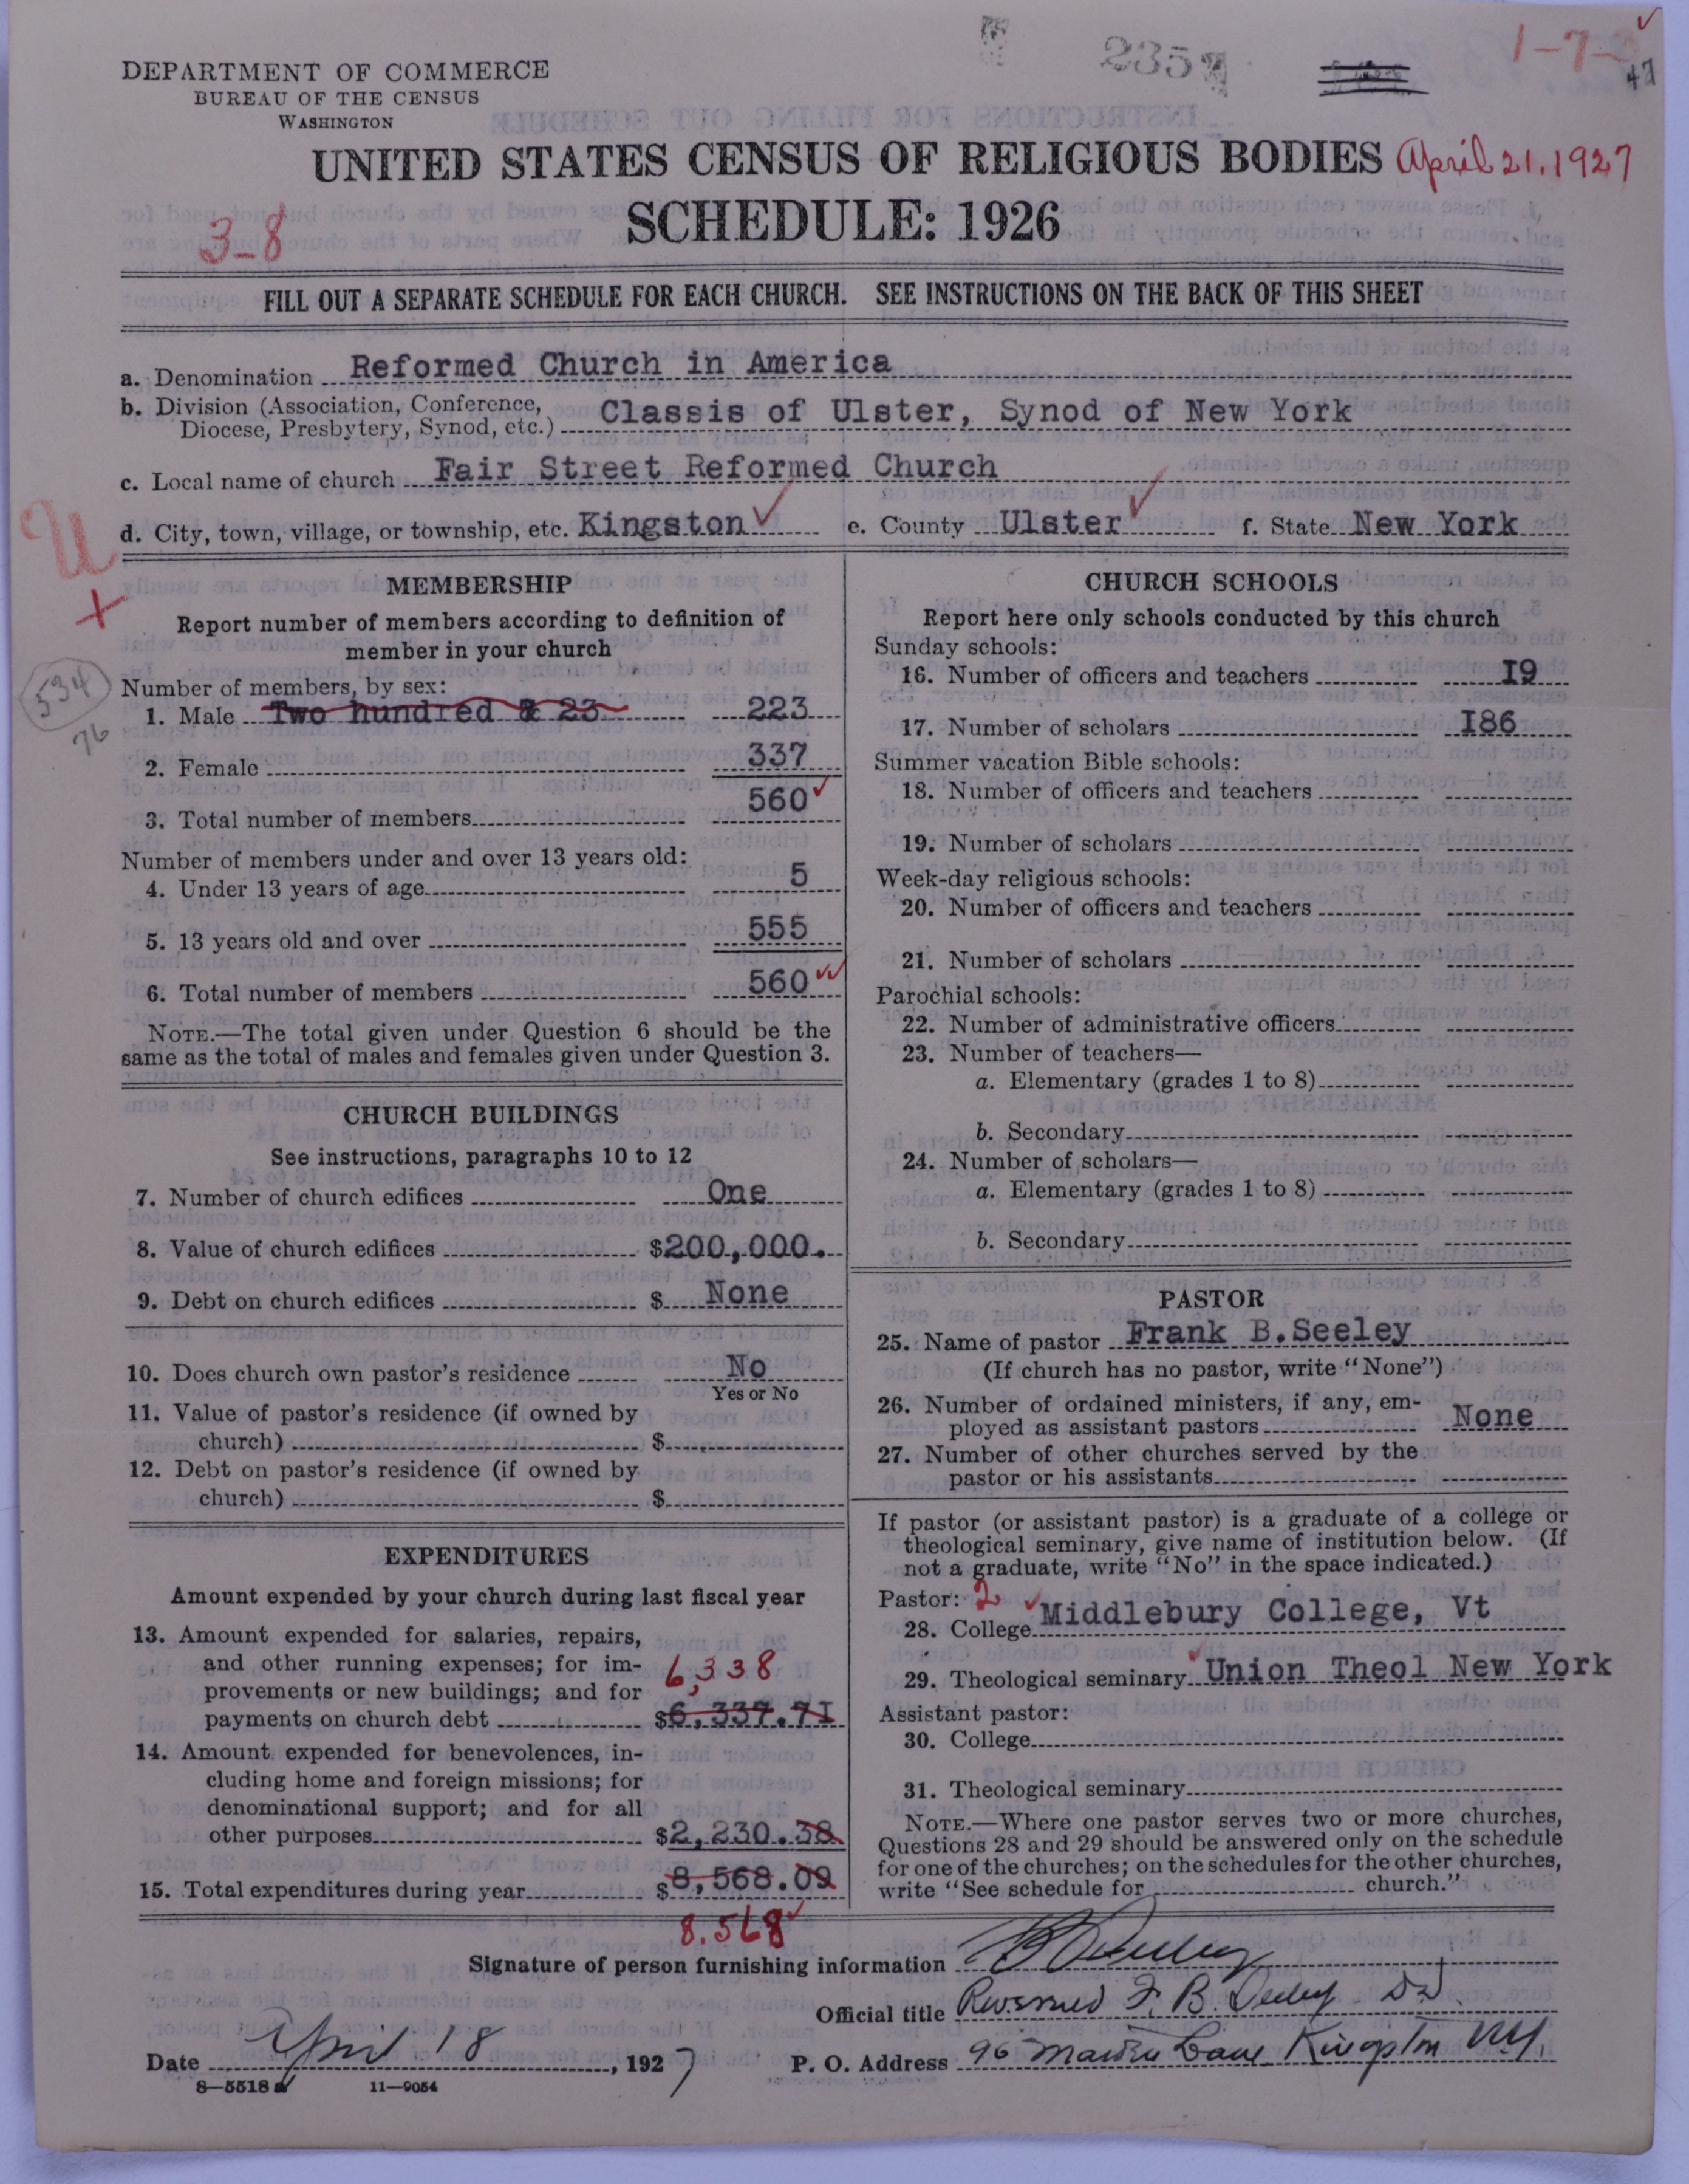 DEPARTMENT OF COMMERCE
BUREAU OF THE CENSUS
WASHINGTON
1-7-
47
UNITED STATES CENSUS OF RELIGIOUS BODIES April 21, 1927
3-8
SCHEDULE: 1926
FILL OUT A SEPARATE SCHEDULE FOR EACH CHURCH. SEE INSTRUCTIONS ON THE BACK OF THIS SHEET
a. Denomination Reformed Church in America
b. Division (Association, Conference,
Diocese, Presbytery, Synod, etc.) Classis of Ulster, Synod of New York
c. Local name of church Fair Street Reformed Church
d. City, town, village, or township, etc. Kingston ✓ e. County Ulster ✓ f. State New York
U
X
534
76
MEMBERSHIP
Report number of members according to definition of
member in your church
Number of members, by sex:
1. Male Two hundred & 23 223
2. Female 337
3. Total number of members 560 ✓
Number of members under and over 13 years old:
4. Under 13 years of age 5
5. 13 years old and over 555
6. Total number of members 560 ✓✓
NOTE.—The total given under Question 6 should be the
same as the total of males and females given under Question 3.
CHURCH BUILDINGS
See instructions, paragraphs 10 to 12
7. Number of church edifices One
8. Value of church edifices $200,000.
9. Debt on church edifices $ None
10. Does church own pastor's residence No
Yes or No
11. Value of pastor's residence (if owned by
church) $
12. Debt on pastor's residence (if owned by
church) $
EXPENDITURES
Amount expended by your church during last fiscal year
13. Amount expended for salaries, repairs,
and other running expenses; for im-
provements or new buildings; and for
6,338
payments on church debt $6,337.7I
14. Amount expended for benevolences, in-
cluding home and foreign missions; for
denominational support; and for all
other purposes $2,230.38
15. Total expenditures during year $8,568.09
8.568 ✓
CHURCH SCHOOLS
Report here only schools conducted by this church
Sunday schools:
16. Number of officers and teachers I9
17. Number of scholars I86
Summer vacation Bible schools:
18. Number of officers and teachers
19. Number of scholars
Week-day religious schools:
20. Number of officers and teachers
21. Number of scholars
Parochial schools:
22. Number of administrative officers
23. Number of teachers—
a. Elementary (grades 1 to 8)
b. Secondary
24. Number of scholars—
a. Elementary (grades 1 to 8)
b. Secondary
PASTOR
25. Name of pastor Frank B.Seeley
(If church has no pastor, write "None")
26. Number of ordained ministers, if any, em-
ployed as assistant pastors None
27. Number of other churches served by the
pastor or his assistants
If pastor (or assistant pastor) is a graduate of a college or
theological seminary, give name of institution below. (If
not a graduate, write "No" in the space indicated.)
Pastor: 2 ✓
28. College Middlebury College, Vt
29. Theological seminary Union Theol New York
Assistant pastor:
30. College
31. Theological seminary
NOTE.—Where one pastor serves two or more churches,
Questions 28 and 29 should be answered only on the schedule
for one of the churches; on the schedules for the other churches,
write "See schedule for church."
Signature of person furnishing information F B Seeley
Official title Reverend F. B. Seeley D.D.
Date April 18, 1927 P. O. Address 96 Maiden Lane Kingston N.Y.
8—5518 a 11—9054